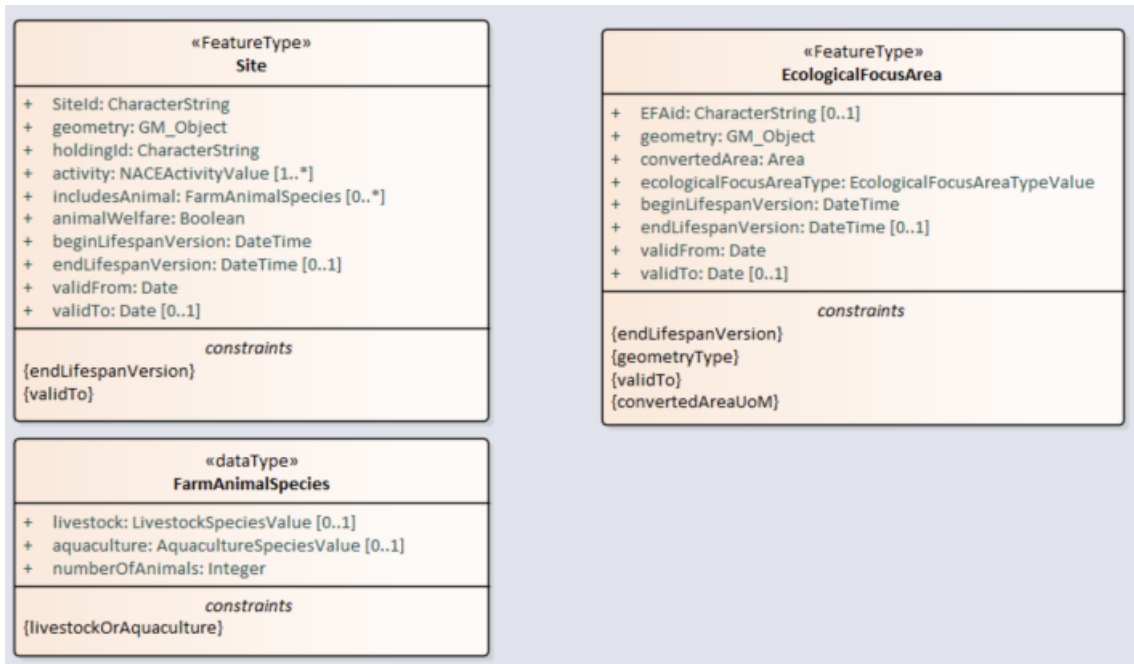 «FeatureType»
Site
+ SiteId: CharacterString
+ geometry: GM_Object
+ holdingId: CharacterString
+ activity: NACEActivityValue [1..*]
+ includesAnimal: FarmAnimalSpecies [0..*]
+ animalWelfare: Boolean
+ beginLifespanVersion: DateTime
+ endLifespanVersion: DateTime [0..1]
+ validFrom: Date
+ validTo: Date [0..1]
constraints
{endLifespanVersion}
{validTo}
«FeatureType»
EcologicalFocusArea
+ EFAid: CharacterString [0..1]
+ geometry: GM_Object
+ convertedArea: Area
+ ecologicalFocusAreaType: EcologicalFocusAreaTypeValue
+ beginLifespanVersion: DateTime
+ endLifespanVersion: DateTime [0..1]
+ validFrom: Date
+ validTo: Date [0..1]
constraints
{endLifespanVersion}
{geometryType}
{validTo}
{convertedAreaUoM}
«dataType»
FarmAnimalSpecies
+ livestock: LivestockSpeciesValue [0..1]
+ aquaculture: AquacultureSpeciesValue [0..1]
+ numberOfAnimals: Integer
constraints
{livestockOrAquaculture}